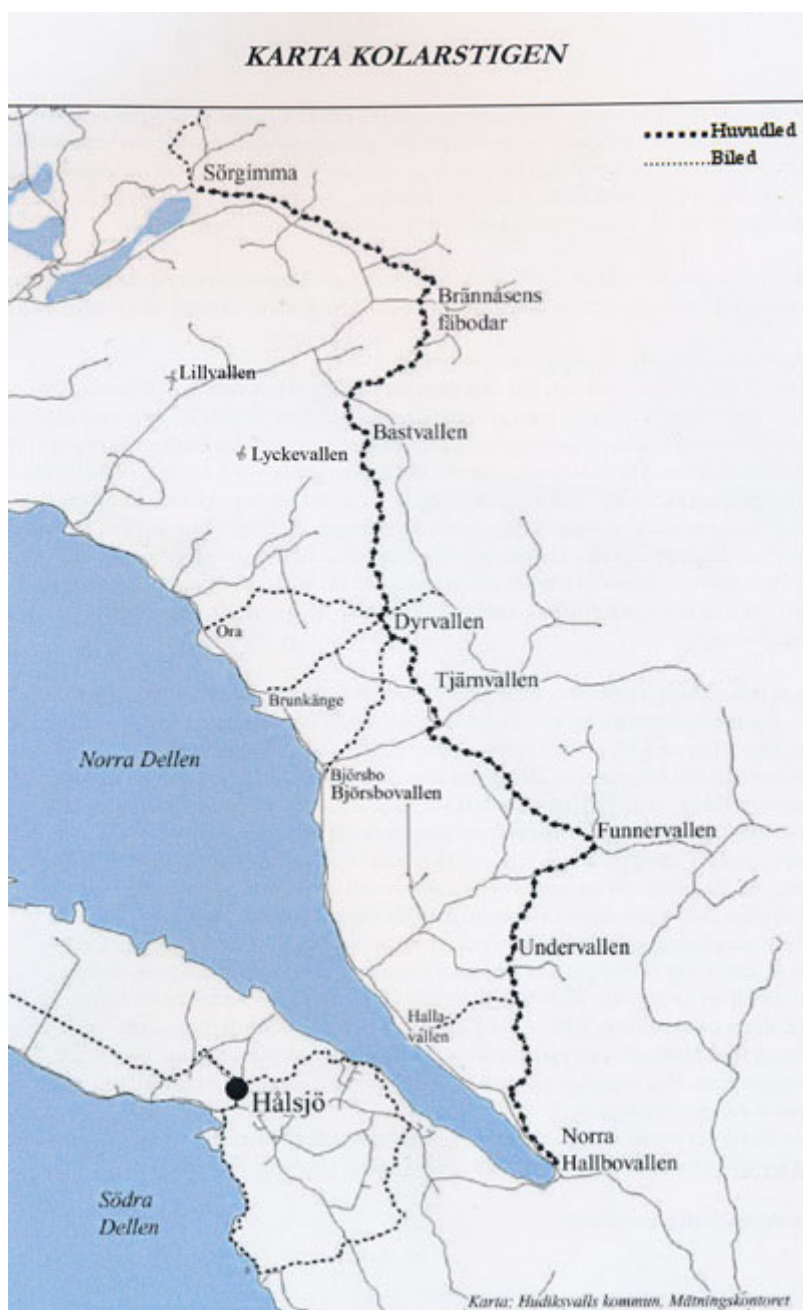 KARTA KOLARSTIGEN
Huvudled
Biled
Sörgimma
Brännåsens
fäbodar
Lillvallen
Bastvallen
Lyckevallen
Dyrvallen
Ora
Tjärnvallen
Brunkänge
Norra Dellen
Björsbo
Björsbovallen
Funnervallen
Undervallen
Halla-
vallen
Hålsjö
Norra
Hallbovallen
Södra
Dellen
Karta: Hudiksvalls kommun, Mätningskontoret